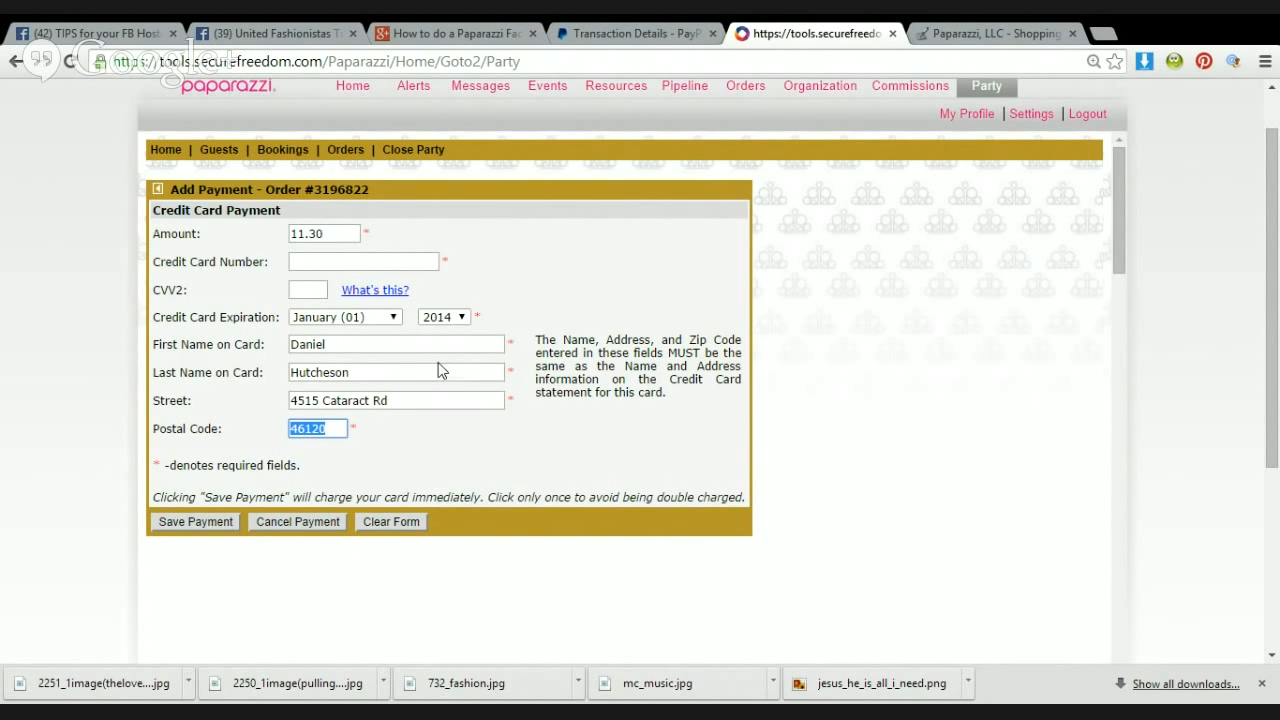 (42) TIPS for your FB Host
(39) United Fashionistas T
How to do a Paparazzi Fac
Transaction Details - PayP
https://tools.securefreedo
Paparazzi, LLC - Shopping
Google+
https://tools.securefreedom.com/Paparazzi/Home/Goto2/Party
paparazzi.
Home Alerts Messages Events Resources Pipeline Orders Organization Commissions Party
My Profile | Settings | Logout
Home | Guests | Bookings | Orders | Close Party
Add Payment - Order #3196822
Credit Card Payment
Amount: 11.30 *
Credit Card Number: *
CVV2: What's this?
Credit Card Expiration: January (01) 2014 *
First Name on Card: Daniel *
Last Name on Card: Hutcheson *
Street: 4515 Cataract Rd *
Postal Code: 46120 *
The Name, Address, and Zip Code
entered in these fields MUST be the
same as the Name and Address
information on the Credit Card
statement for this card.
* -denotes required fields.
Clicking "Save Payment" will charge your card immediately. Click only once to avoid being double charged.
Save Payment Cancel Payment Clear Form
2251_1image(thelove....jpg
2250_1image(pulling....jpg
732_fashion.jpg
mc_music.jpg
jesus_he_is_all_i_need.png
Show all downloads...